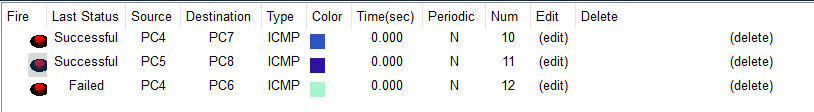 Fire Last Status Source Destination Type Color Time(sec) Periodic Num Edit Delete
Successful PC4 PC7 ICMP 0.000 N 10 (edit) (delete)
Successful PC5 PC8 ICMP 0.000 N 11 (edit) (delete)
Failed PC4 PC6 ICMP 0.000 N 12 (edit) (delete)